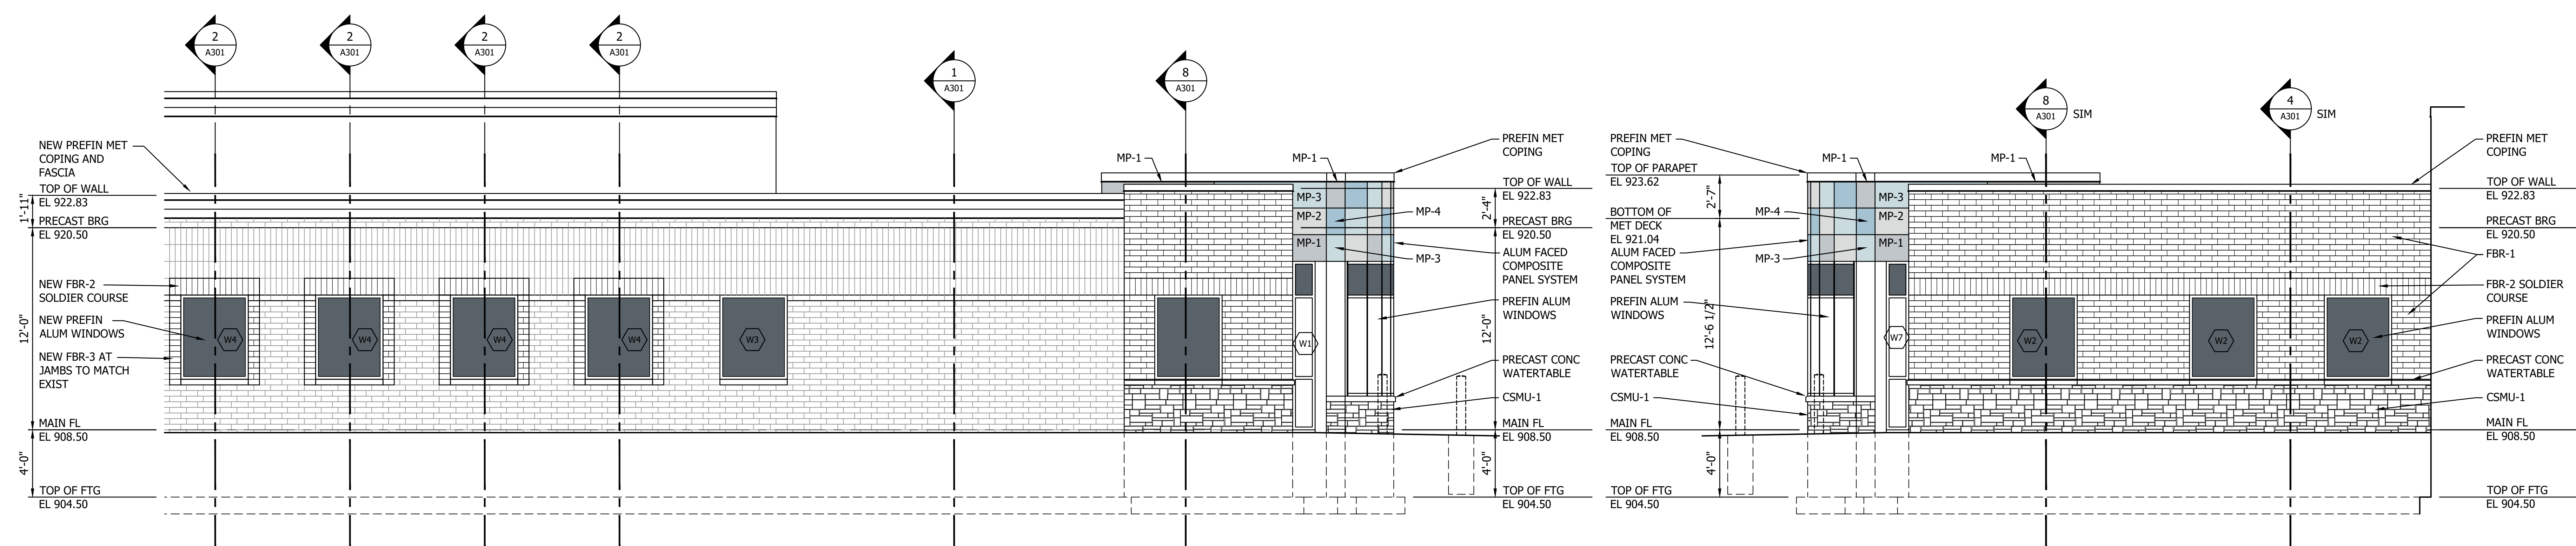 2
A301
2
A301
2
A301
2
A301
1
A301
8
A301
NEW PREFIN MET
COPING AND
FASCIA
TOP OF WALL
EL 922.83
1'-11"
PRECAST BRG
EL 920.50
NEW FBR-2
SOLDIER COURSE
NEW PREFIN
ALUM WINDOWS
12'-0"
NEW FBR-3 AT
JAMBS TO MATCH
EXIST
MAIN FL
EL 908.50
4'-0"
TOP OF FTG
EL 904.50
W4
W4
W4
W4
W3
W1
MP-1
MP-1
MP-3
MP-2
MP-1
MP-4
MP-3
PREFIN MET
COPING
TOP OF WALL
EL 922.83
2'-4"
PRECAST BRG
EL 920.50
ALUM FACED
COMPOSITE
PANEL SYSTEM
PREFIN ALUM
WINDOWS
12'-0"
PRECAST CONC
WATERTABLE
CSMU-1
MAIN FL
EL 908.50
4'-0"
TOP OF FTG
EL 904.50
8
A301
SIM
4
A301
SIM
PREFIN MET
COPING
TOP OF PARAPET
EL 923.62
2'-7"
BOTTOM OF
MET DECK
EL 921.04
ALUM FACED
COMPOSITE
PANEL SYSTEM
PREFIN ALUM
WINDOWS
12'-6 1/2"
PRECAST CONC
WATERTABLE
CSMU-1
MAIN FL
EL 908.50
4'-0"
TOP OF FTG
EL 904.50
MP-1
MP-1
MP-3
MP-4
MP-2
MP-1
MP-3
W7
W2
W2
W2
PREFIN MET
COPING
TOP OF WALL
EL 922.83
PRECAST BRG
EL 920.50
FBR-1
FBR-2 SOLDIER
COURSE
PREFIN ALUM
WINDOWS
PRECAST CONC
WATERTABLE
CSMU-1
MAIN FL
EL 908.50
TOP OF FTG
EL 904.50